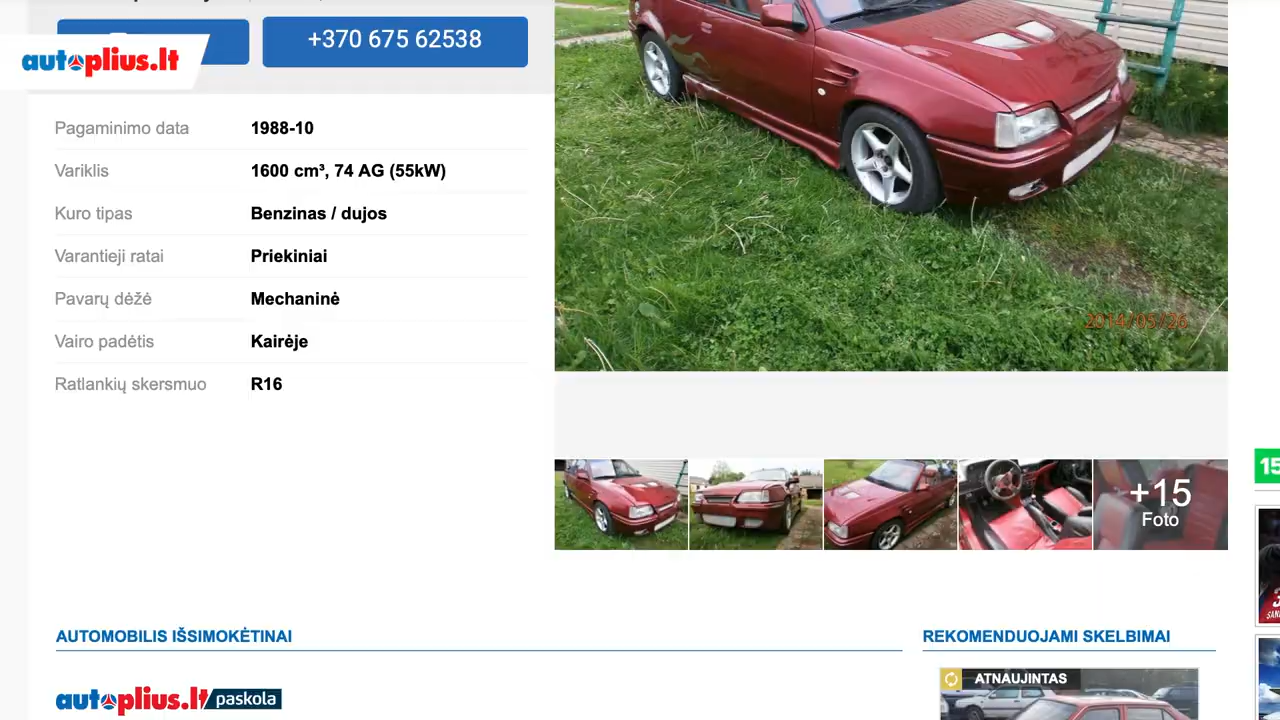 +370 675 62538
autoplius.lt
Pagaminimo data 1988-10
Variklis 1600 cm³, 74 AG (55kW)
Kuro tipas Benzinas / dujos
Varantieji ratai Priekiniai
Pavarų dėžė Mechaninė
Vairo padėtis Kairėje
Ratlankių skersmuo R16
2014/05/26
+15
Foto
AUTOMOBILIS IŠSIMOKĖTINAI
REKOMENDUOJAMI SKELBIMAI
autoplius.lt paskola
ATNAUJINTAS